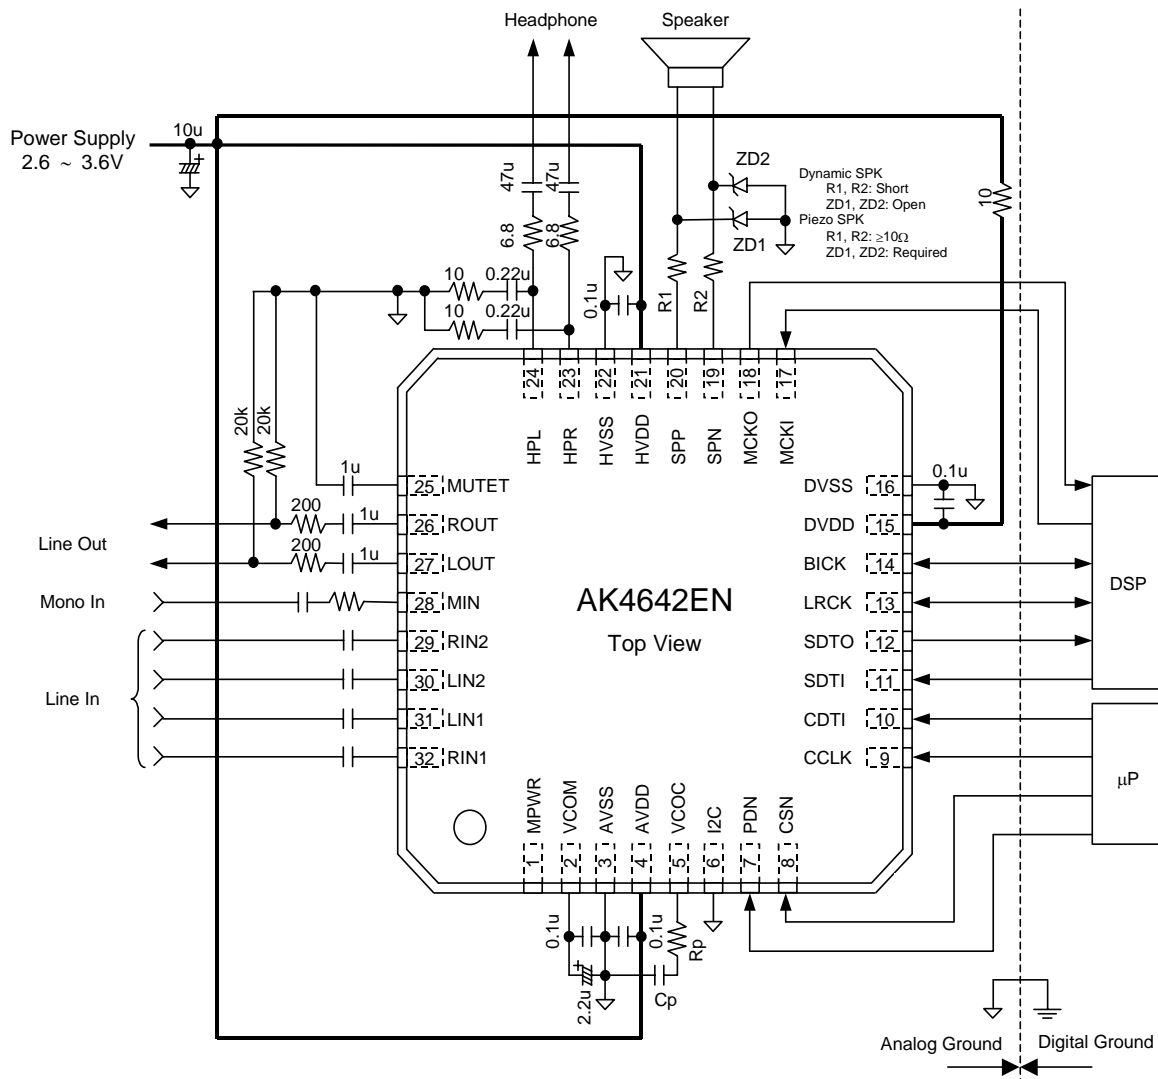 Headphone
Speaker
Power Supply
2.6 ~ 3.6V
10u
47u
47u
6.8
6.8
ZD2
ZD1
Dynamic SPK
R1, R2: Short
ZD1, ZD2: Open
Piezo SPK
R1, R2: ≥10Ω
ZD1, ZD2: Required
10
10
0.22u
10
0.22u
0.1u
R1
R2
24
23
22
21
20
19
18
17
HPL
HPR
HVSS
HVDD
SPP
SPN
MCKO
MCKI
20k
20k
1u
25
MUTET
200
1u
26
ROUT
200
1u
27
LOUT
28
MIN
29
RIN2
30
LIN2
31
LIN1
32
RIN1
Line Out
Mono In
Line In
AK4642EN
Top View
DVSS
16
0.1u
DVDD
15
BICK
14
LRCK
13
SDTO
12
SDTI
11
CDTI
10
CCLK
9
DSP
μP
MPWR
VCOM
AVSS
AVDD
VCOC
I2C
PDN
CSN
1
2
3
4
5
6
7
8
0.1u
0.1u
Rp
2.2u
+
Cp
Analog Ground
Digital Ground